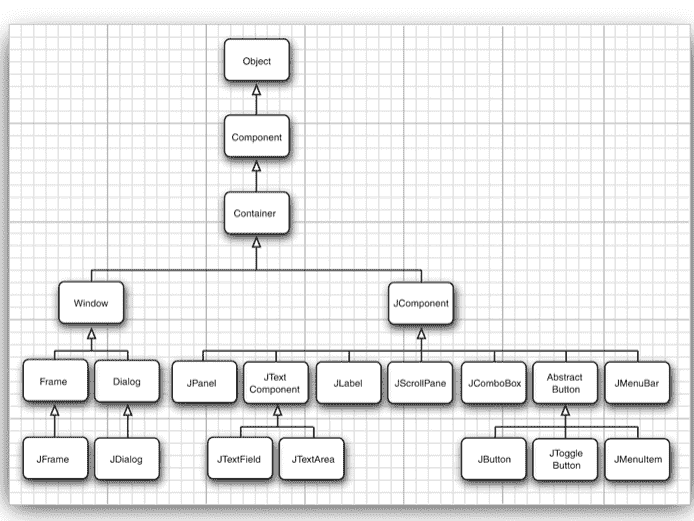 Object
Component
Container
Window
JComponent
Frame
Dialog
JPanel
JText
Component
JLabel
JScrollPane
JComboBox
Abstract
Button
JMenuBar
JFrame
JDialog
JTextField
JTextArea
JButton
JToggle
Button
JMenuItem